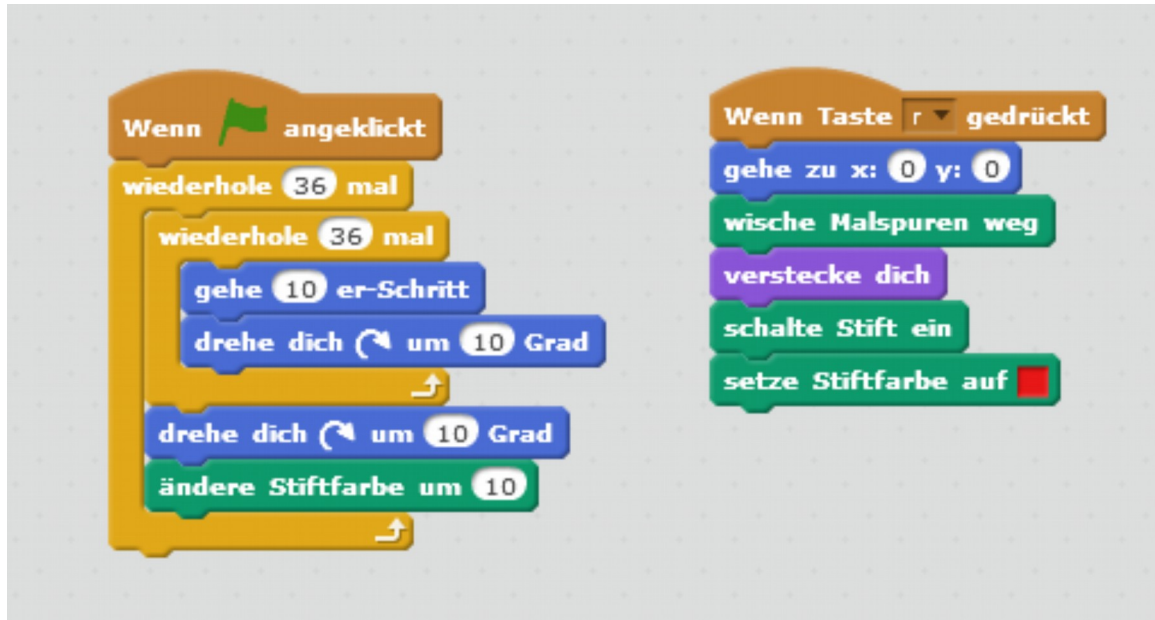 Wenn angeklickt
wiederhole 36 mal
wiederhole 36 mal
gehe 10 er-Schritt
drehe dich um 10 Grad
drehe dich um 10 Grad
ändere Stiftfarbe um 10
Wenn Taste r gedrückt
gehe zu x: 0 y: 0
wische Malspuren weg
verstecke dich
schalte Stift ein
setze Stiftfarbe auf